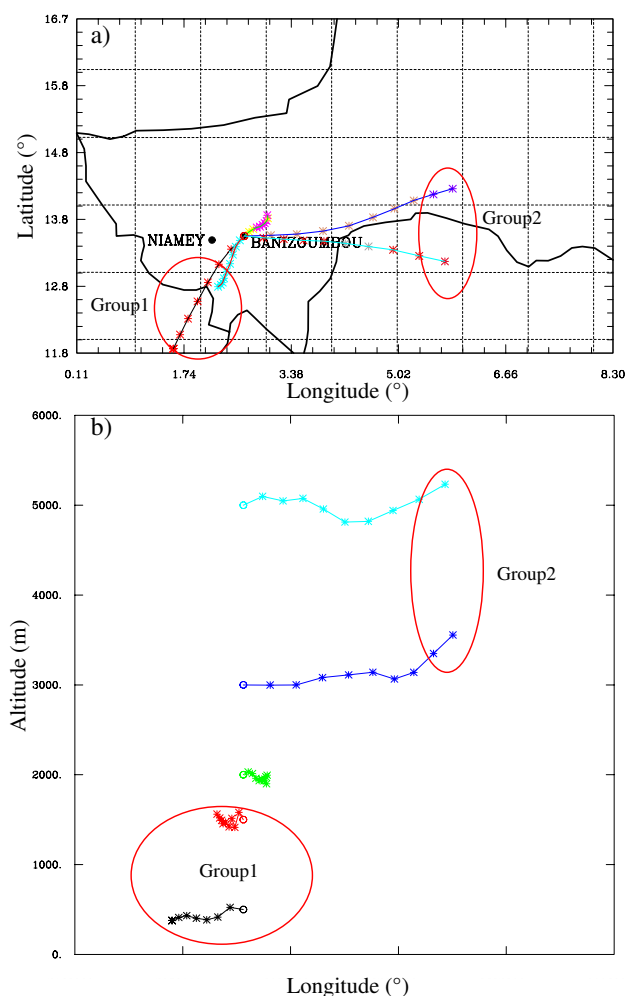 16.7
a)
15.8
14.8
Latitude (°)
13.8
NIAMEY
BANIZOUMBOU
Group2
12.8
Group1
11.8
0.11 1.74 3.38 5.02 6.66 8.30
Longitude (°)
6000.
b)
5000.
Group2
4000.
Altitude (m)
3000.
2000.
Group1
1000.
0.
Longitude (°)